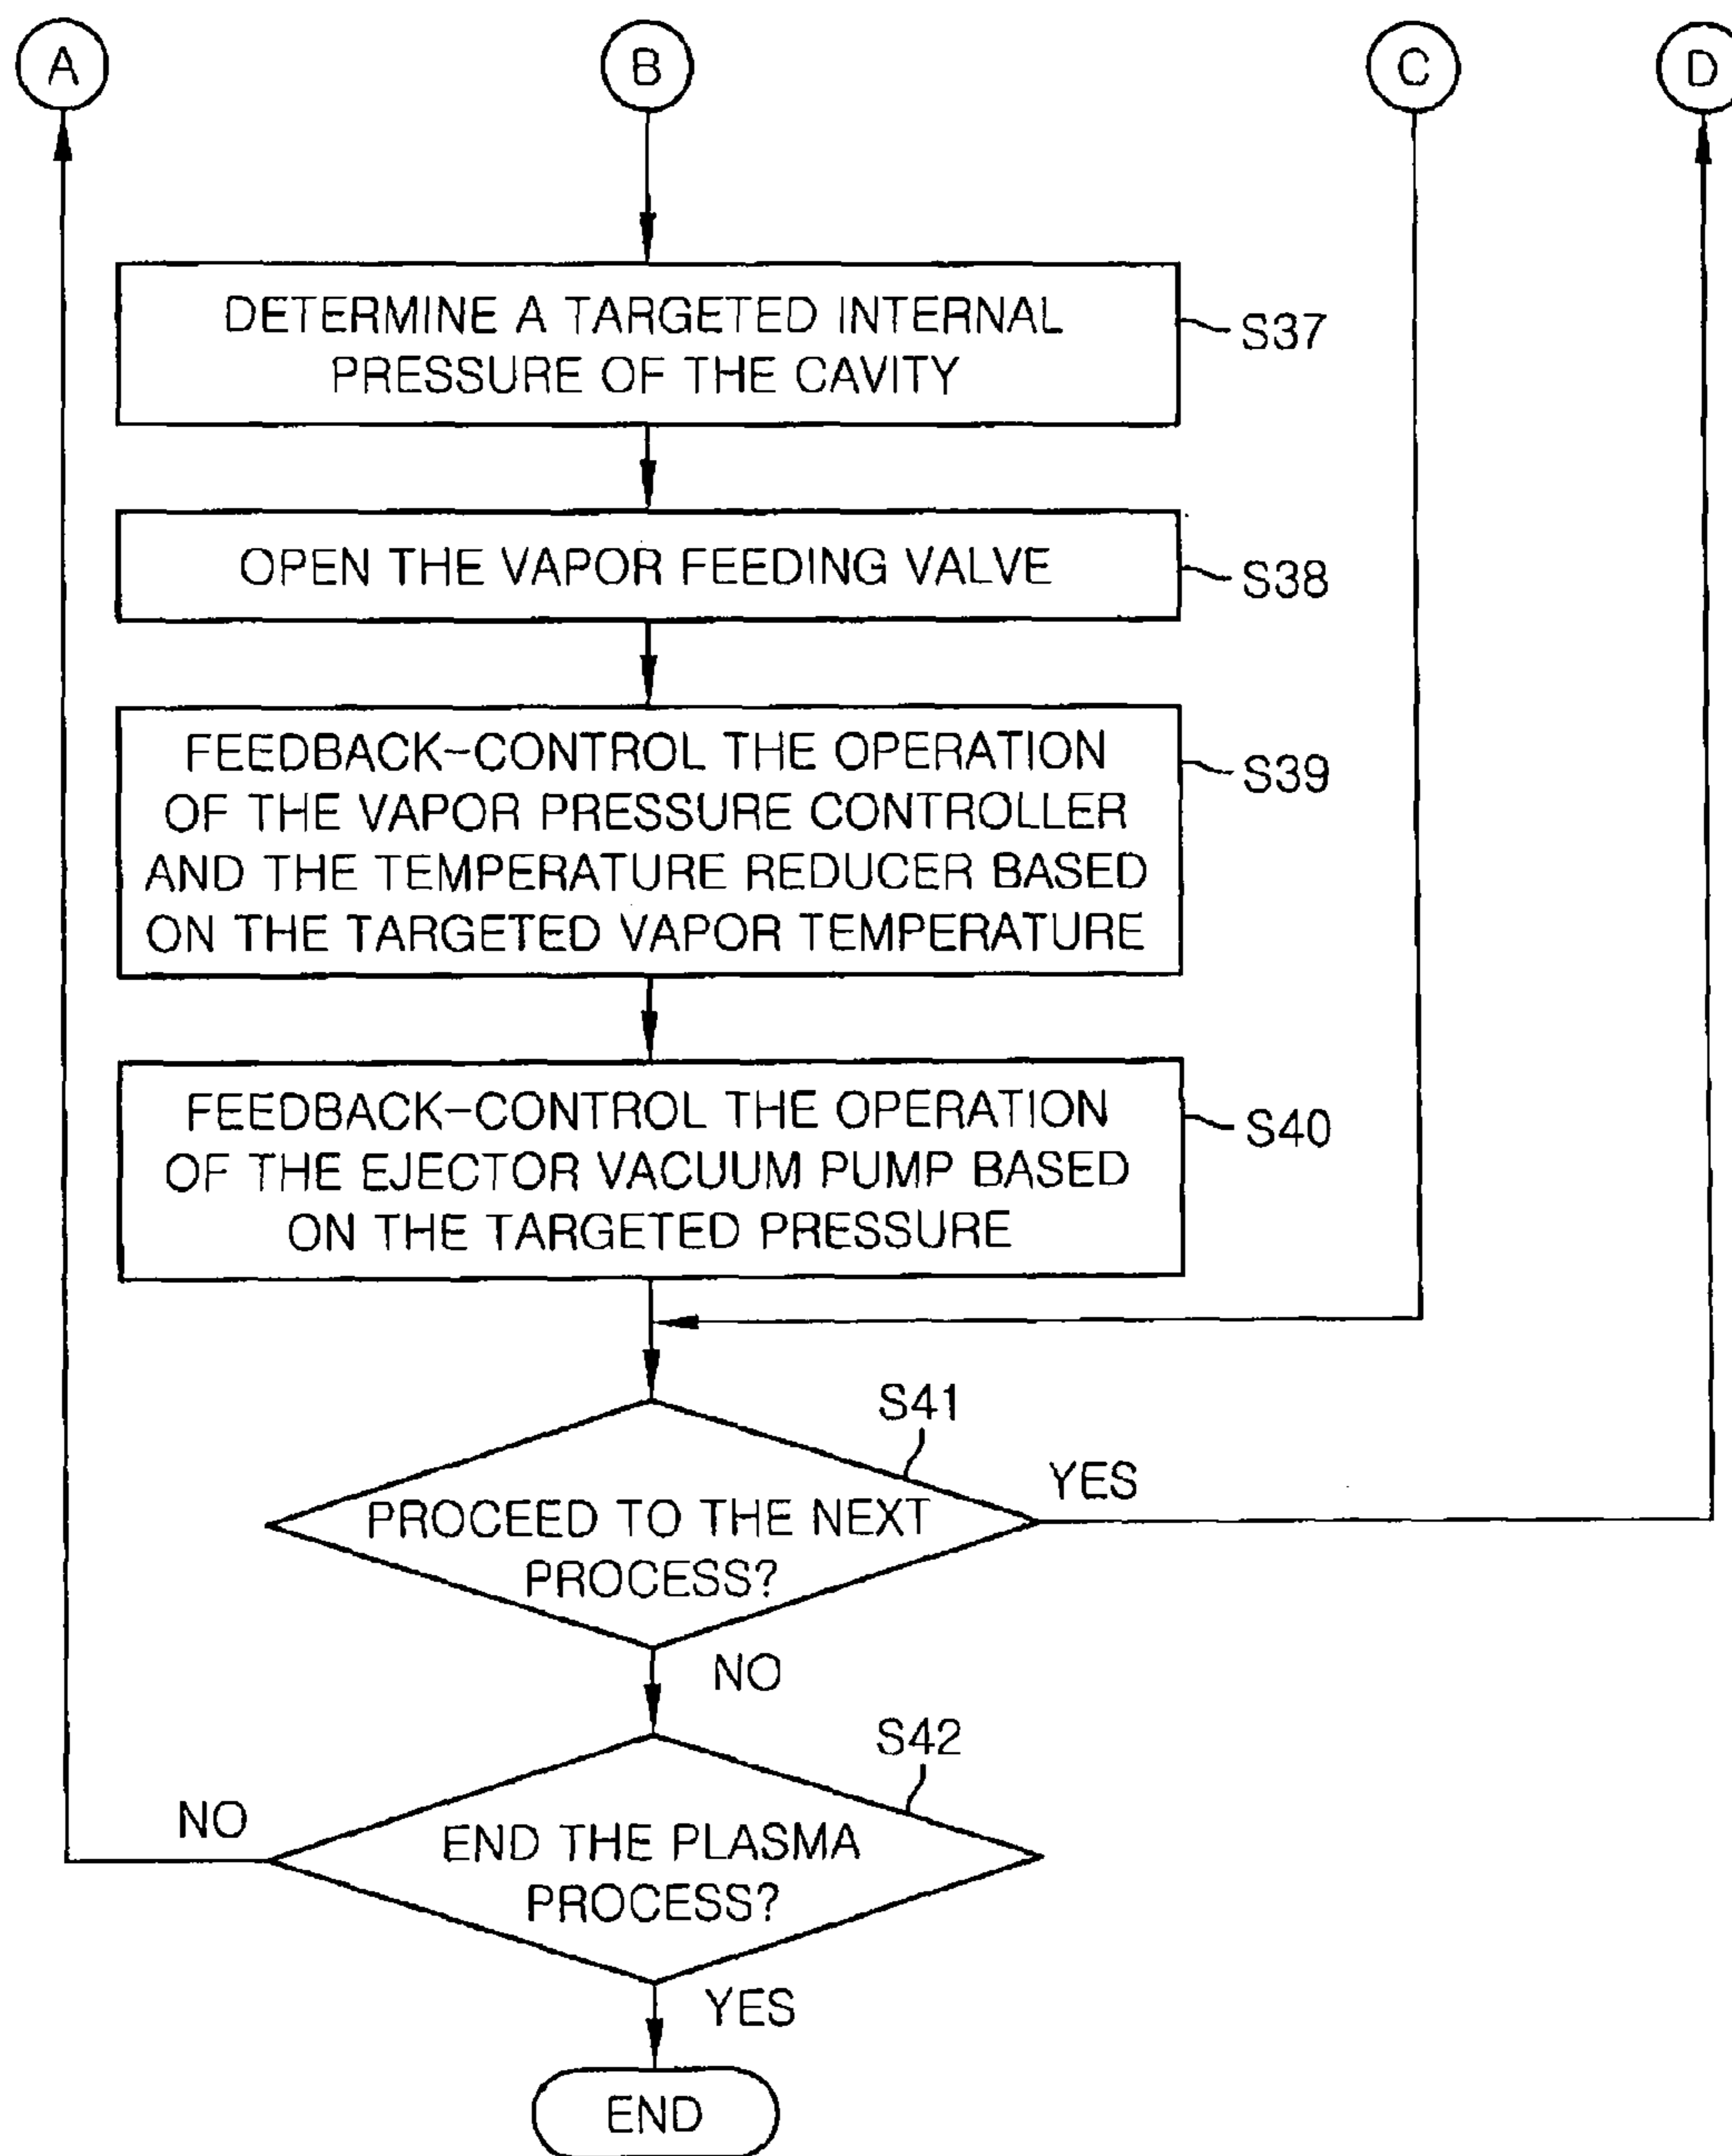 A
B
C
D
DETERMINE A TARGETED INTERNAL
PRESSURE OF THE CAVITY
S37
OPEN THE VAPOR FEEDING VALVE
S38
FEEDBACK-CONTROL THE OPERATION
OF THE VAPOR PRESSURE CONTROLLER
AND THE TEMPERATURE REDUCER BASED
ON THE TARGETED VAPOR TEMPERATURE
S39
FEEDBACK-CONTROL THE OPERATION
OF THE EJECTOR VACUUM PUMP BASED
ON THE TARGETED PRESSURE
S40
S41
YES
PROCEED TO THE NEXT
PROCESS?
NO
S42
NO
END THE PLASMA
PROCESS?
YES
END